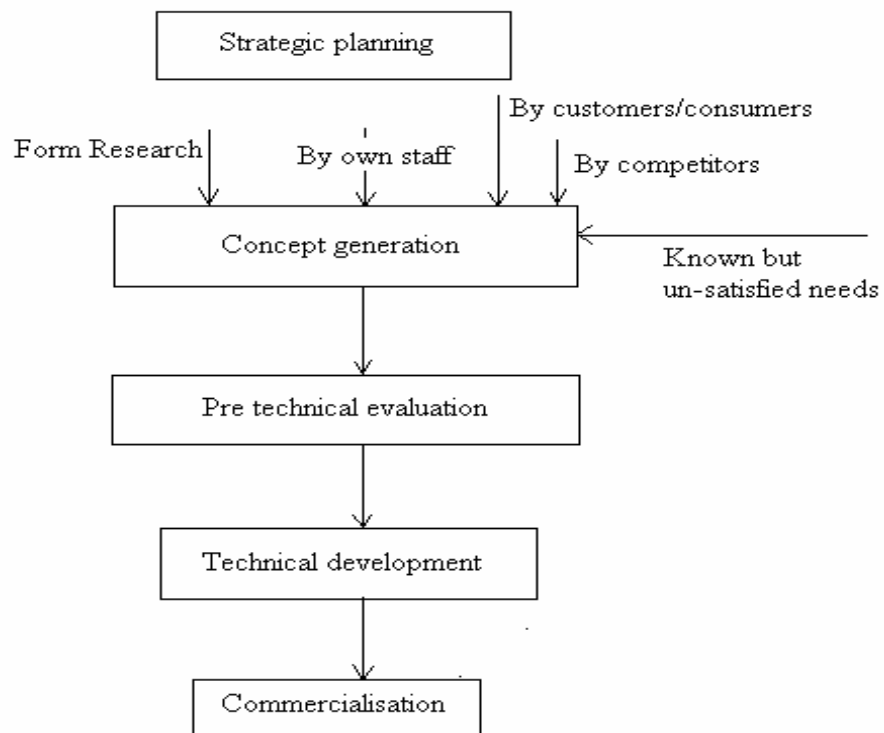 Strategic planning
By customers/consumers
Form Research
By own staff
By competitors
Concept generation
Known but
un-satisfied needs
Pre technical evaluation
Technical development
Commercialisation